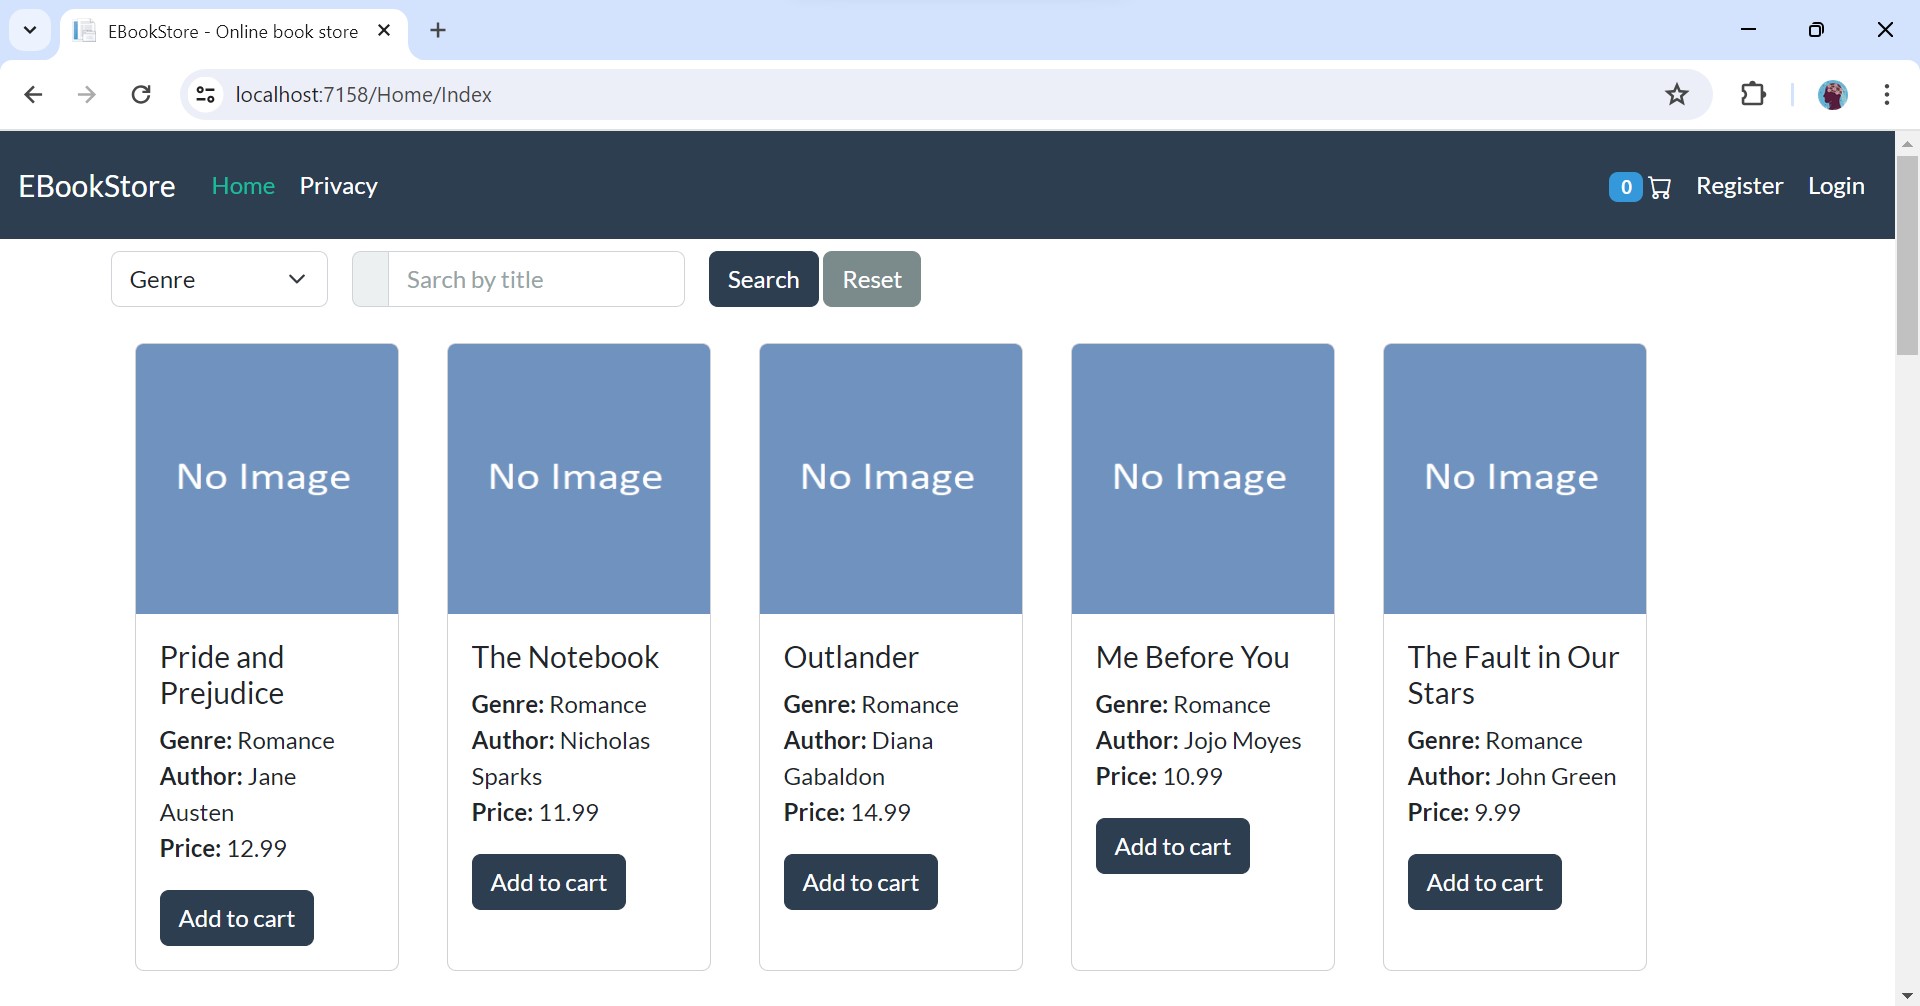 EBookStore - Online book store
localhost:7158/Home/Index
EBookStore Home Privacy 0 Register Login
Genre Sarch by title Search Reset
No Image No Image No Image No Image No Image
Pride and
Prejudice
Genre: Romance
Author: Jane
Austen
Price: 12.99
Add to cart
The Notebook
Genre: Romance
Author: Nicholas
Sparks
Price: 11.99
Add to cart
Outlander
Genre: Romance
Author: Diana
Gabaldon
Price: 14.99
Add to cart
Me Before You
Genre: Romance
Author: Jojo Moyes
Price: 10.99
Add to cart
The Fault in Our
Stars
Genre: Romance
Author: John Green
Price: 9.99
Add to cart